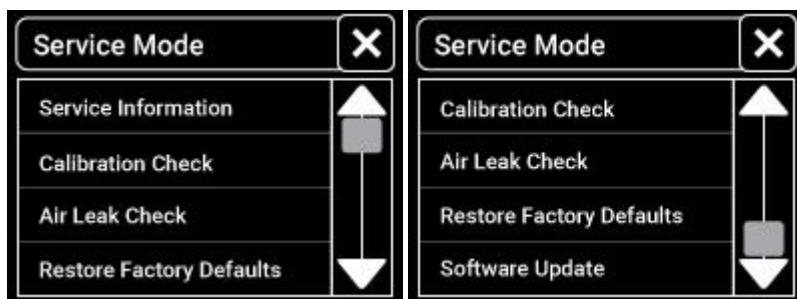 Service Mode
Service Information
Calibration Check
Air Leak Check
Restore Factory Defaults
Service Mode
Calibration Check
Air Leak Check
Restore Factory Defaults
Software Update